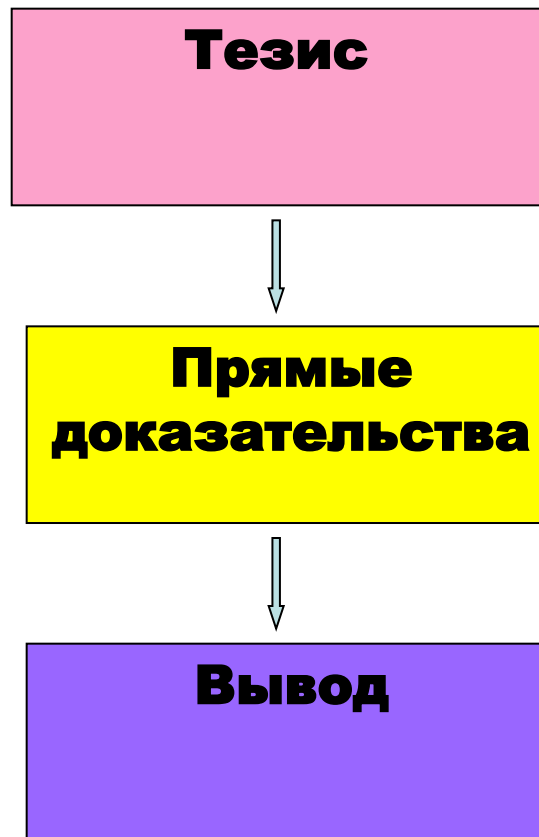 Тезис
Прямые
доказательства
Вывод